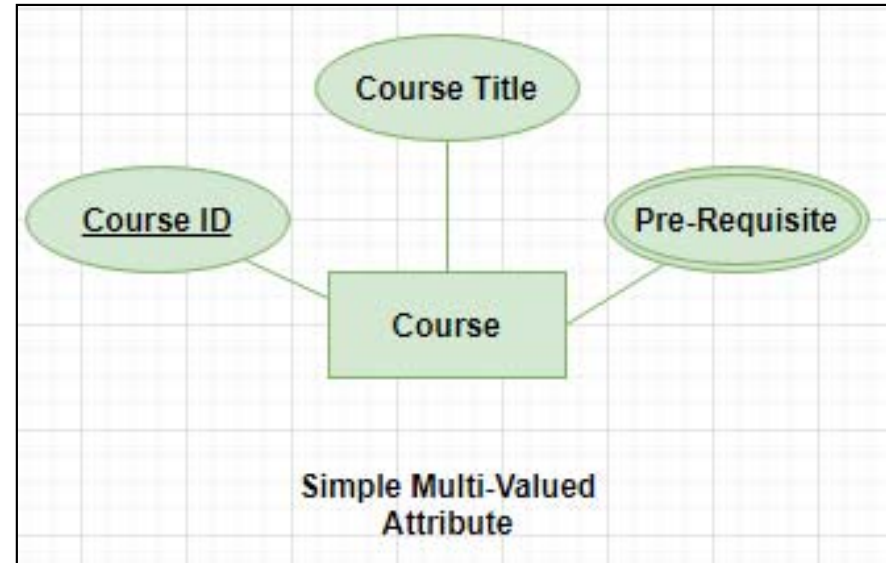 Course Title
Course ID
Pre-Requisite
Course
Simple Multi-Valued
Attribute